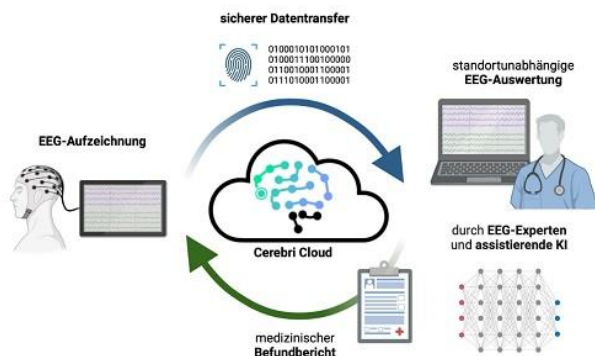 sicherer Datentransfer
0100010101000101
0100011100100000
0110010001100001
0111010001100001
standortunabhängige
EEG-Auswertung
EEG-Aufzeichnung
Cerebri Cloud
durch EEG-Experten
und assistierende KI
medizinischer
Befundbericht